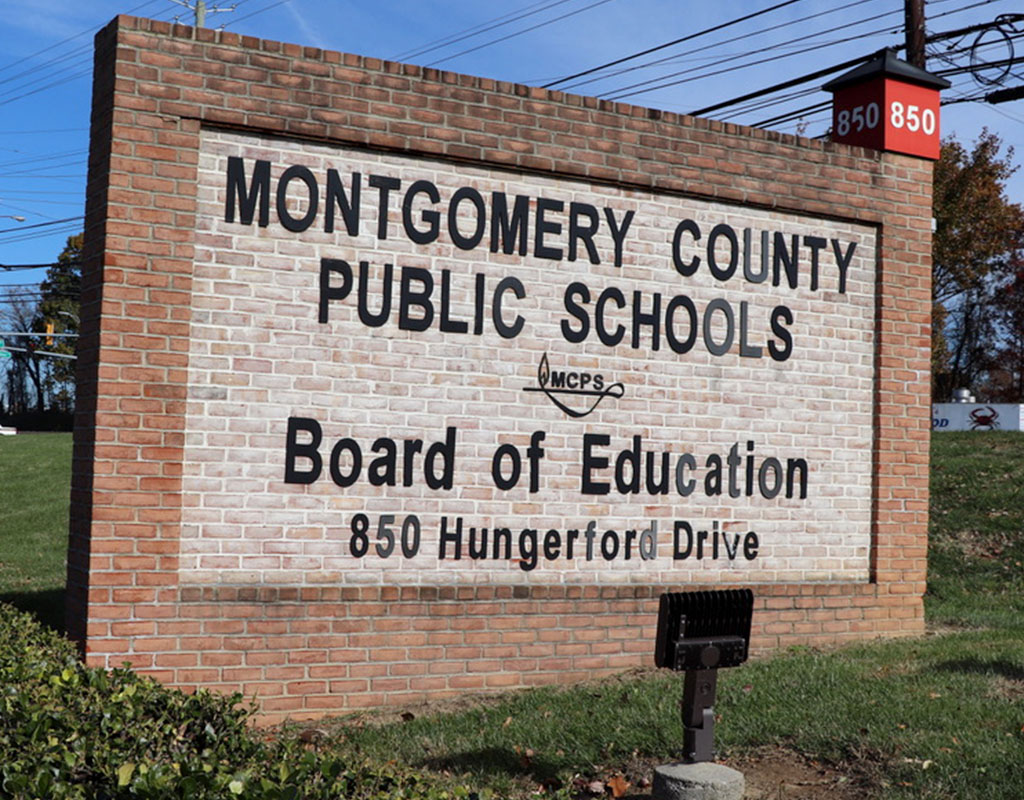 850 850
MONTGOMERY COUNTY
PUBLIC SCHOOLS
MCPS
Board of Education
850 Hungerford Drive